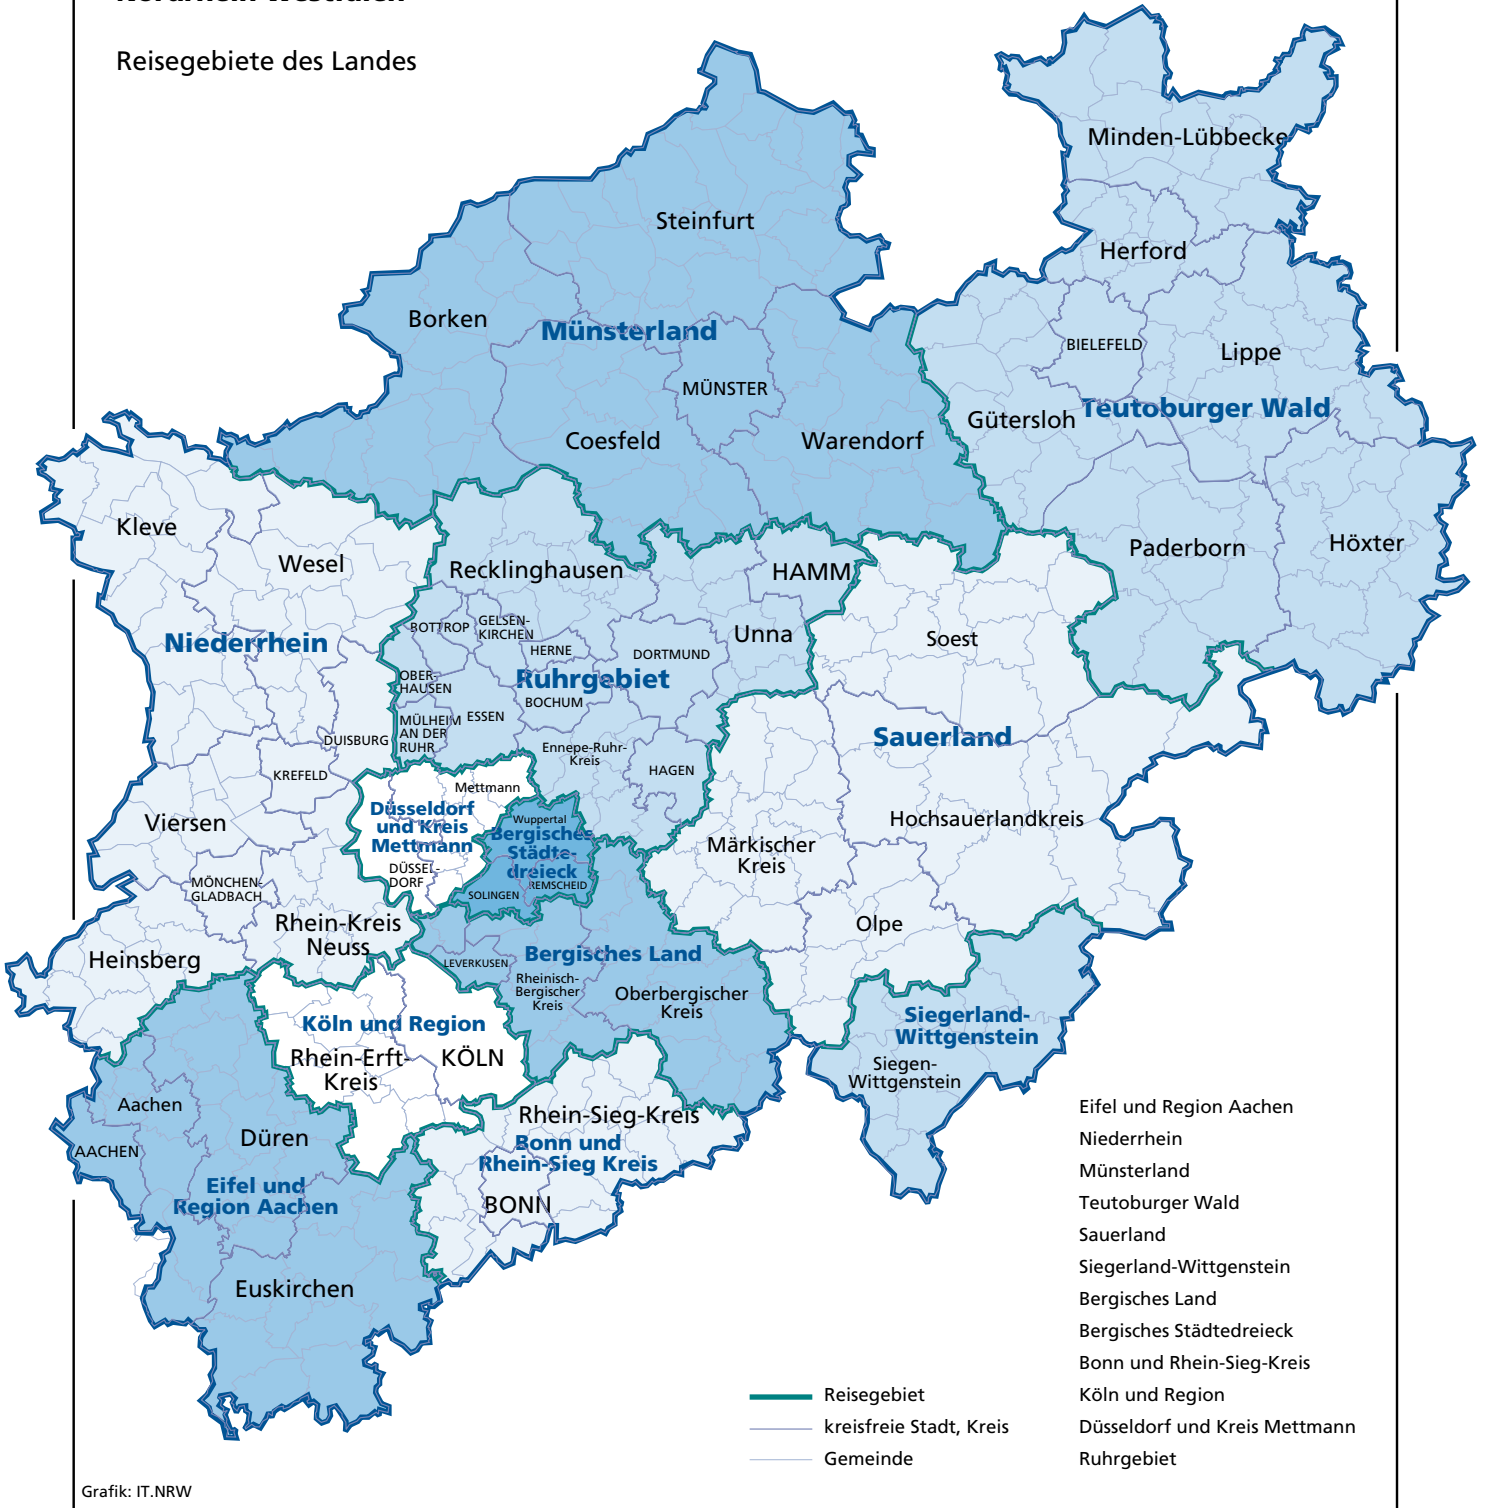 Nordrhein-Westfalen
Reisegebiete des Landes
Minden-Lübbecke
Steinfurt
Herford
Borken
Münsterland
BIELEFELD
Lippe
MÜNSTER
Teutoburger Wald
Gütersloh
Coesfeld
Warendorf
Kleve
Wesel
Recklinghausen
HAMM
Paderborn
Höxter
BOTTROP
GELSEN-
KIRCHEN
Niederrhein
HERNE
DORTMUND
Unna
Soest
OBER-
HAUSEN
Ruhrgebiet
BOCHUM
MÜLHEIM
AN DER
RUHR
ESSEN
DUISBURG
Sauerland
Ennepe-Ruhr-
Kreis
HAGEN
KREFELD
Mettmann
Düsseldorf
und Kreis
Mettmann
Wuppertal
Bergisches
Städte-
dreieck
Viersen
Hochsauerlandkreis
Märkischer
Kreis
DÜSSEL-
DORF
SOLINGEN
REMSCHEID
MÖNCHEN-
GLADBACH
Rhein-Kreis
Neuss
Olpe
Heinsberg
LEVERKUSEN
Bergisches Land
Rheinisch-
Bergischer
Kreis
Oberbergischer
Kreis
Köln und Region
Siegerland-
Wittgenstein
Rhein-Erft-
Kreis
KÖLN
Siegen-
Wittgenstein
Aachen
Rhein-Sieg-Kreis
Düren
AACHEN
Bonn und
Rhein-Sieg Kreis
Eifel und
Region Aachen
BONN
Euskirchen
Eifel und Region Aachen
Niederrhein
Münsterland
Teutoburger Wald
Sauerland
Siegerland-Wittgenstein
Bergisches Land
Bergisches Städtedreieck
Bonn und Rhein-Sieg-Kreis
Köln und Region
Düsseldorf und Kreis Mettmann
Ruhrgebiet
Reisegebiet
kreisfreie Stadt, Kreis
Gemeinde
Grafik: IT.NRW